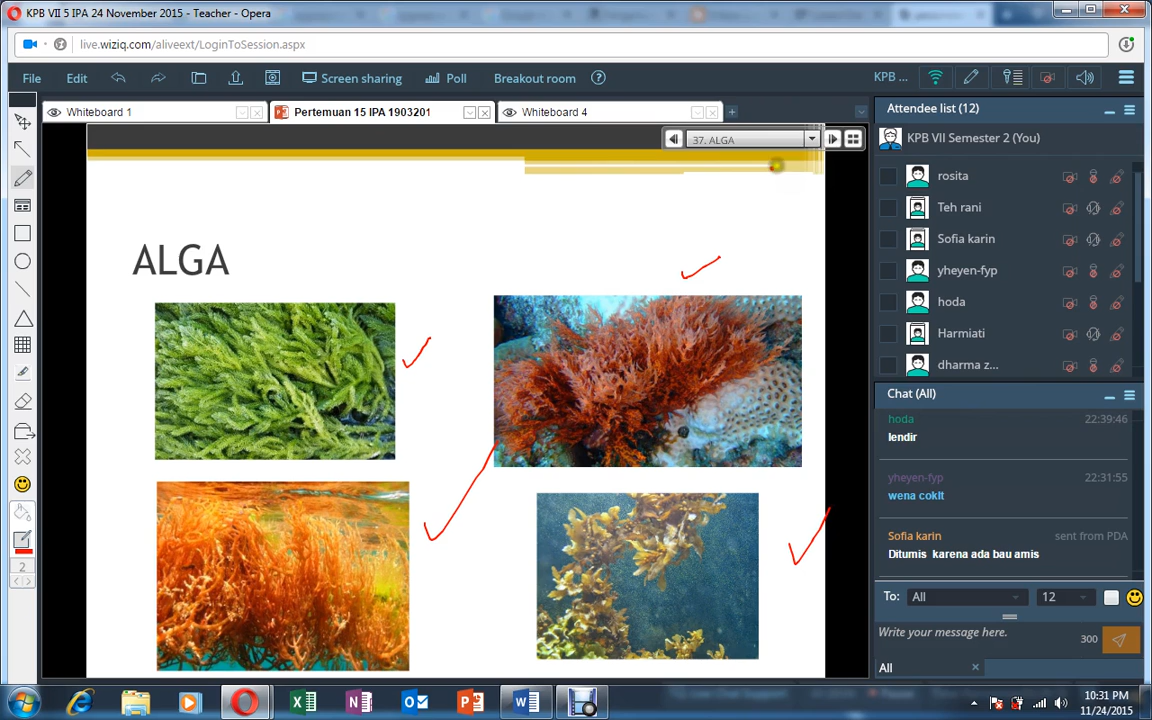 KPB VII 5 IPA 24 November 2015 - Teacher - Opera
live.wiziq.com/aliveext/LoginToSession.aspx
File Edit Screen sharing Poll Breakout room KPB ...
Whiteboard 1 Pertemuan 15 IPA 1903201 Whiteboard 4
37. ALGA
ALGA
Attendee list (12)
KPB VII Semester 2 (You)
rosita
Teh rani
Sofia karin
yheyen-fyp
hoda
Harmiati
dharma z...
Chat (All)
hoda 22:39:46
lendir
yheyen-fyp 22:31:55
wena coklt
Sofia karin sent from PDA
Ditumis karena ada bau amis
To: All 12
Write your message here. 300
All
2
10:31 PM
11/24/2015